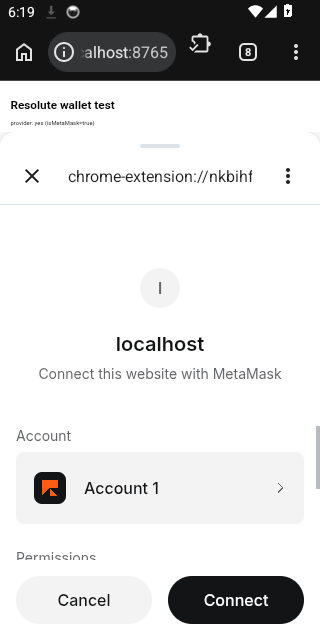 6:19
alhost:8765
8
Resolute wallet test
provider: yes (isMetaMask=true)
chrome-extension://nkbihf
I
localhost
Connect this website with MetaMask
Account
Account 1
Permissions
Cancel
Connect